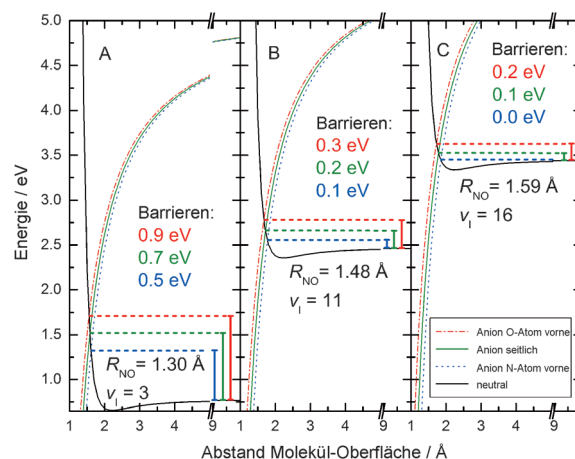 Energie / eV
5.0
4.5
4.0
3.5
3.0
2.5
2.0
1.5
1.0
A
Barrieren:
0.9 eV
0.7 eV
0.5 eV
R_NO = 1.30 Å
v_I = 3
B
Barrieren:
0.3 eV
0.2 eV
0.1 eV
R_NO = 1.48 Å
v_I = 11
C
Barrieren:
0.2 eV
0.1 eV
0.0 eV
R_NO = 1.59 Å
v_I = 16
Anion O-Atom vorne
Anion seitlich
Anion N-Atom vorne
neutral
1 2 3 4 5 9 1 2 3 4 5 9 1 2 3 4 5 9
Abstand Molekül-Oberfläche / Å